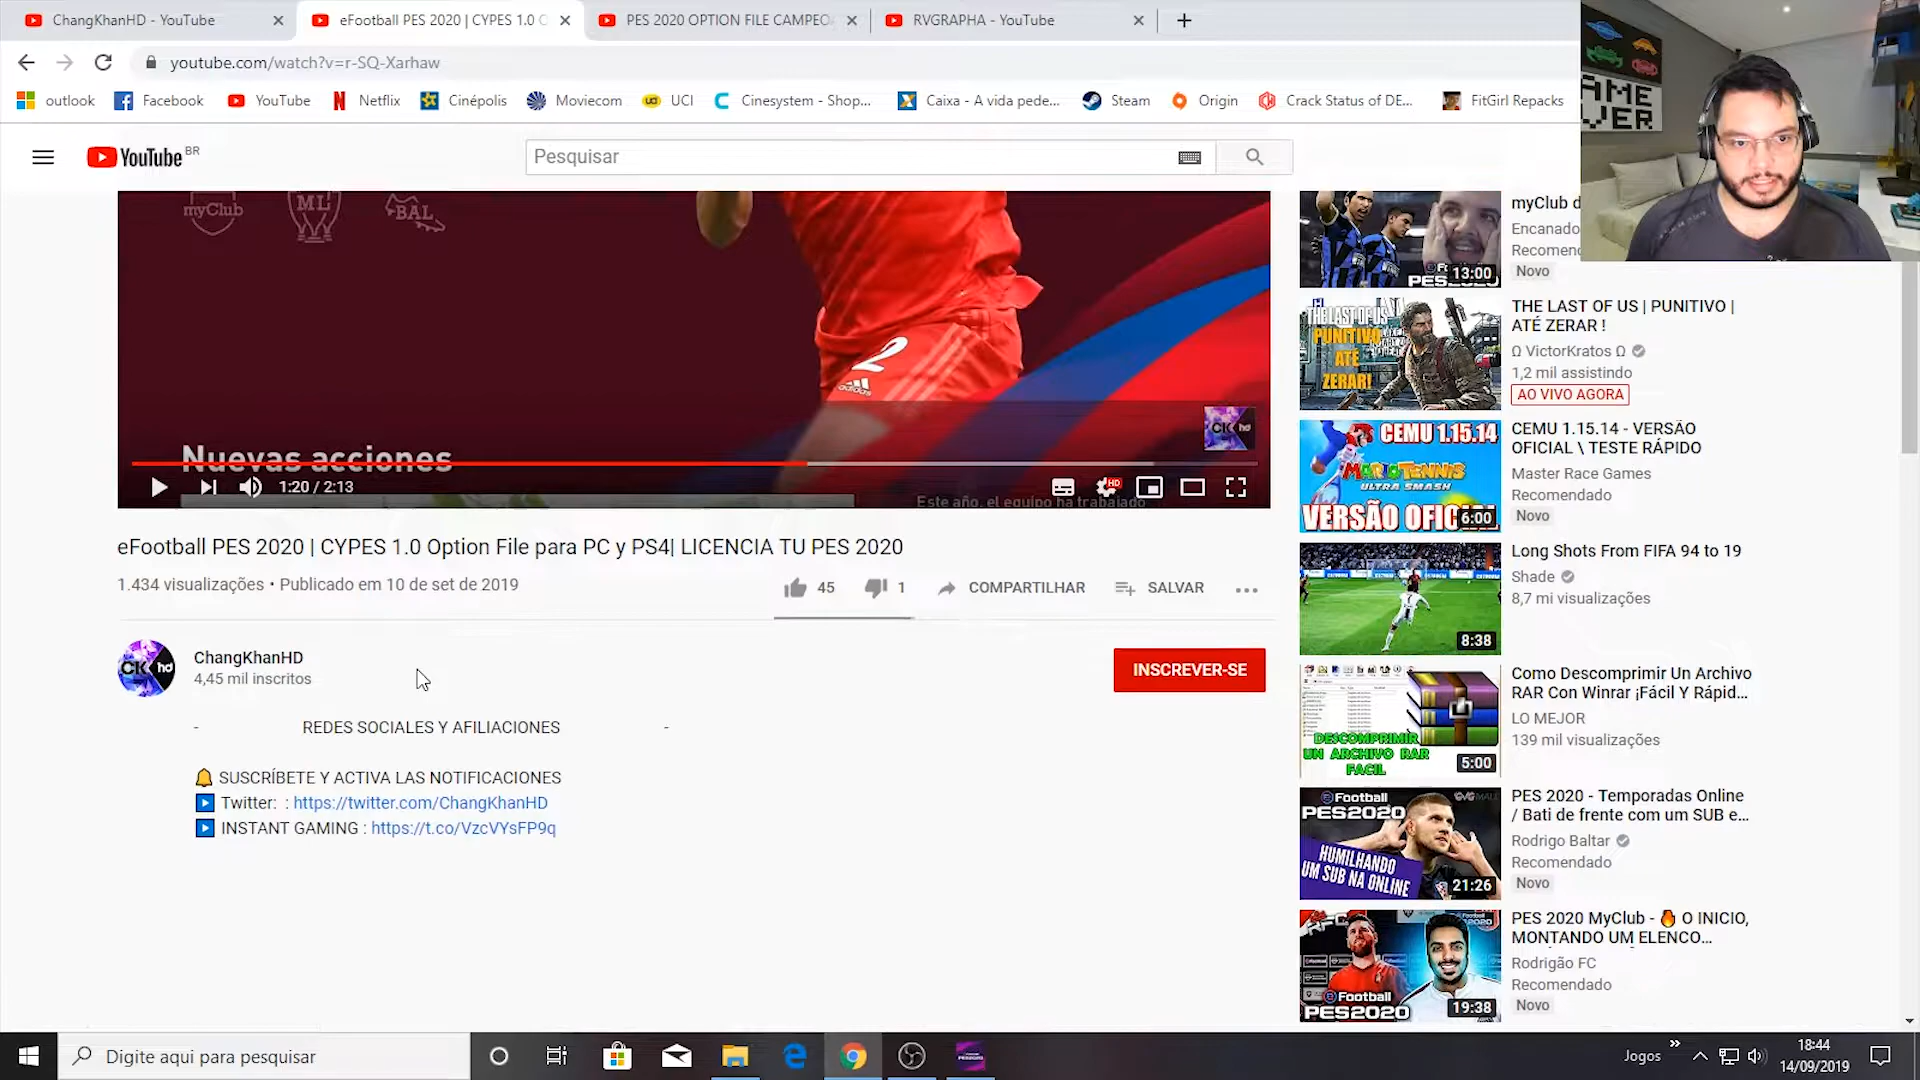 ChangKhanHD - YouTube
eFootball PES 2020 | CYPES 1.0 O
PES 2020 OPTION FILE CAMPEO
RVGRAPHA - YouTube
youtube.com/watch?v=r-SQ-Xarhaw
outlook
Facebook
YouTube
Netflix
Cinépolis
Moviecom
UCI
Cinesystem - Shop...
Caixa - A vida pede...
Steam
Origin
Crack Status of DE...
FitGirl Repacks
AME
VER
YouTube BR
Pesquisar
myClub
ML
BAL
2
adidas
CK hd
Nuevas acciones
1:20 / 2:13
HD
Este año, el equipo ha trabajado
eFootball PES 2020 | CYPES 1.0 Option File para PC y PS4| LICENCIA TU PES 2020
1.434 visualizações • Publicado em 10 de set de 2019
45
1
COMPARTILHAR
SALVAR
CK hd
ChangKhanHD
4,45 mil inscritos
INSCREVER-SE
- REDES SOCIALES Y AFILIACIONES -
🔔 SUSCRÍBETE Y ACTIVA LAS NOTIFICACIONES
▶ Twitter: : https://twitter.com/ChangKhanHD
▶ INSTANT GAMING : https://t.co/VzcVYsFP9q
myClub d
Encanado
Recomen
Novo
PES2020
13:00
THE LAST OF US
PUNITIVO
ATÉ
ZERAR!
THE LAST OF US | PUNITIVO |
ATÉ ZERAR !
Ω VictorKratos Ω
1,2 mil assistindo
AO VIVO AGORA
CEMU 1.15.14
MARIO TENNIS
ULTRA SMASH
VERSÃO OFIC
6:00
CEMU 1.15.14 - VERSÃO
OFICIAL \ TESTE RÁPIDO
Master Race Games
Recomendado
Novo
8:38
Long Shots From FIFA 94 to 19
Shade
8,7 mi visualizações
DESCOMPRIMIR
UN ARCHIVO RAR
FACIL
5:00
Como Descomprimir Un Archivo
RAR Con Winrar ¡Fácil Y Rápid...
LO MEJOR
139 mil visualizações
eFootball
PES2020
HUMILHANDO
UM SUB NA ONLINE
21:26
PES 2020 - Temporadas Online
/ Bati de frente com um SUB e...
Rodrigo Baltar
Recomendado
Novo
eFootball
PES2020
19:38
PES 2020 MyClub - 🔥 O INICIO,
MONTANDO UM ELENCO...
Rodrigão FC
Recomendado
Novo
Digite aqui para pesquisar
Jogos
18:44
14/09/2019